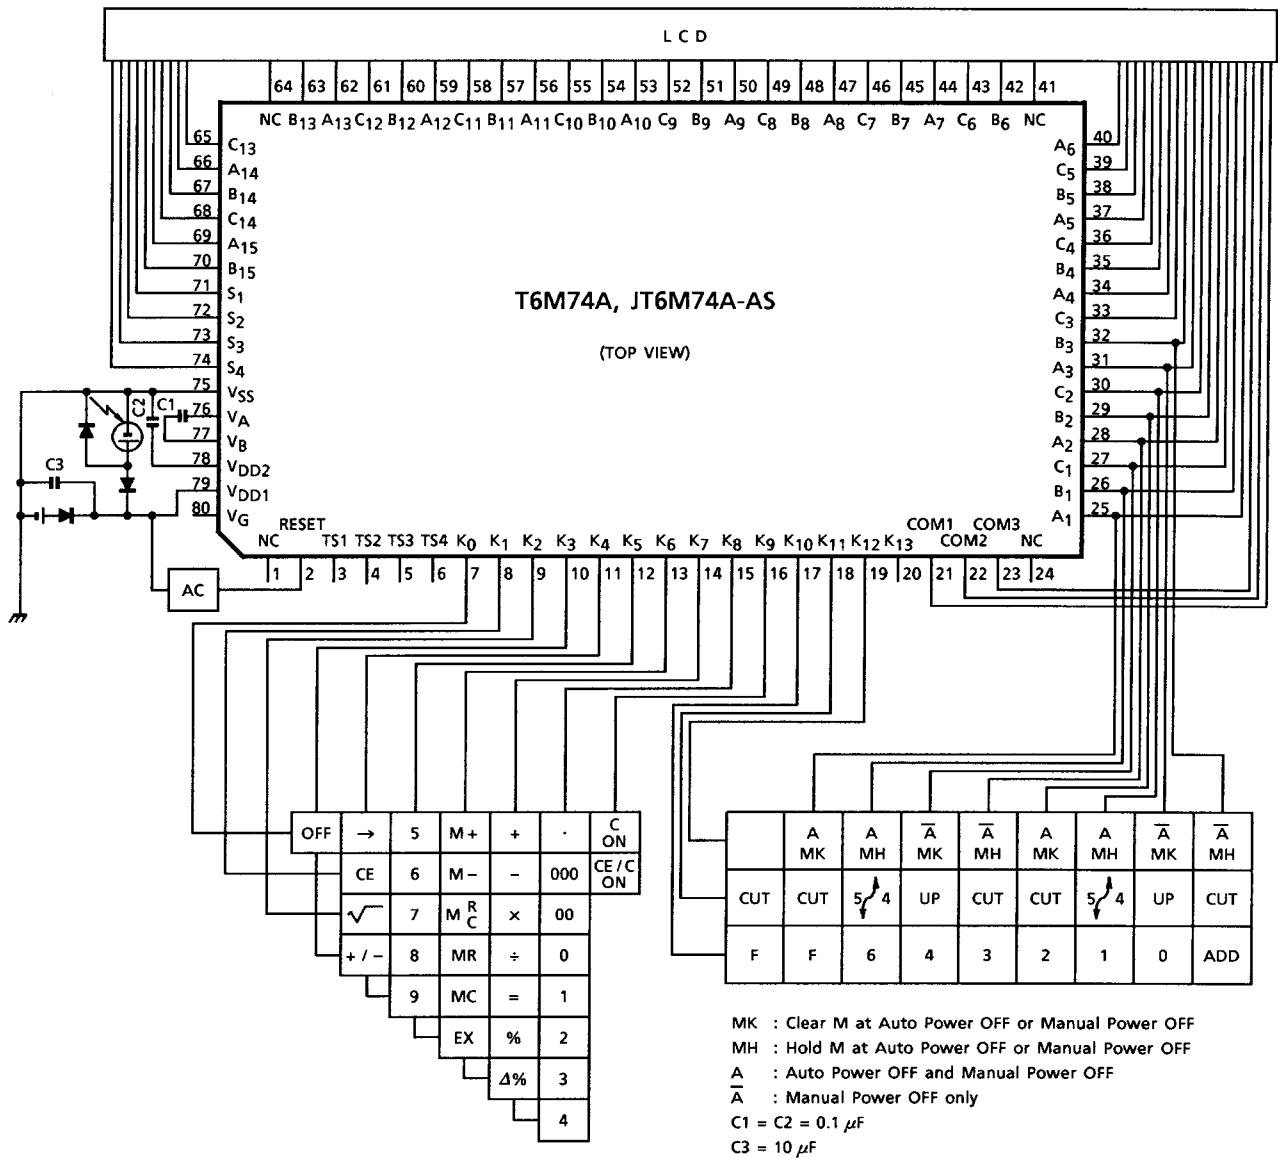 LCD
64 63 62 61 60 59 58 57 56 55 54 53 52 51 50 49 48 47 46 45 44 43 42 41
NC B13 A13 C12 B12 A12 C11 B11 A11 C10 B10 A10 C9 B9 A9 C8 B8 A8 C7 B7 A7 C6 B6 NC
65 C13
66 A14
67 B14
68 C14
69 A15
70 B15
71 S1
72 S2
73 S3
74 S4
75 VSS
76 VA
77 VB
78 VDD2
79 VDD1
80 VG
A6 40
C5 39
B5 38
A5 37
C4 36
B4 35
A4 34
C3 33
B3 32
A3 31
C2 30
B2 29
A2 28
C1 27
B1 26
A1 25
T6M74A, JT6M74A-AS
(TOP VIEW)
C2 C1
C3
AC
NC RESET TS1 TS2 TS3 TS4 K0 K1 K2 K3 K4 K5 K6 K7 K8 K9 K10 K11 K12 K13 COM1 COM2 COM3 NC
1 2 3 4 5 6 7 8 9 10 11 12 13 14 15 16 17 18 19 20 21 22 23 24
OFF → 5 M+ + · C ON
CE 6 M− − 000 CE/C ON
√ 7 M R C × 00
+/− 8 MR ÷ 0
9 MC = 1
EX % 2
Δ% 3
4
A MK A MH A̅ MK A̅ MH A MK A MH A̅ MK A̅ MH
CUT CUT 5 4 UP CUT CUT 5 4 UP CUT
F F 6 4 3 2 1 0 ADD
MK : Clear M at Auto Power OFF or Manual Power OFF
MH : Hold M at Auto Power OFF or Manual Power OFF
A : Auto Power OFF and Manual Power OFF
A̅ : Manual Power OFF only
C1 = C2 = 0.1 μF
C3 = 10 μF